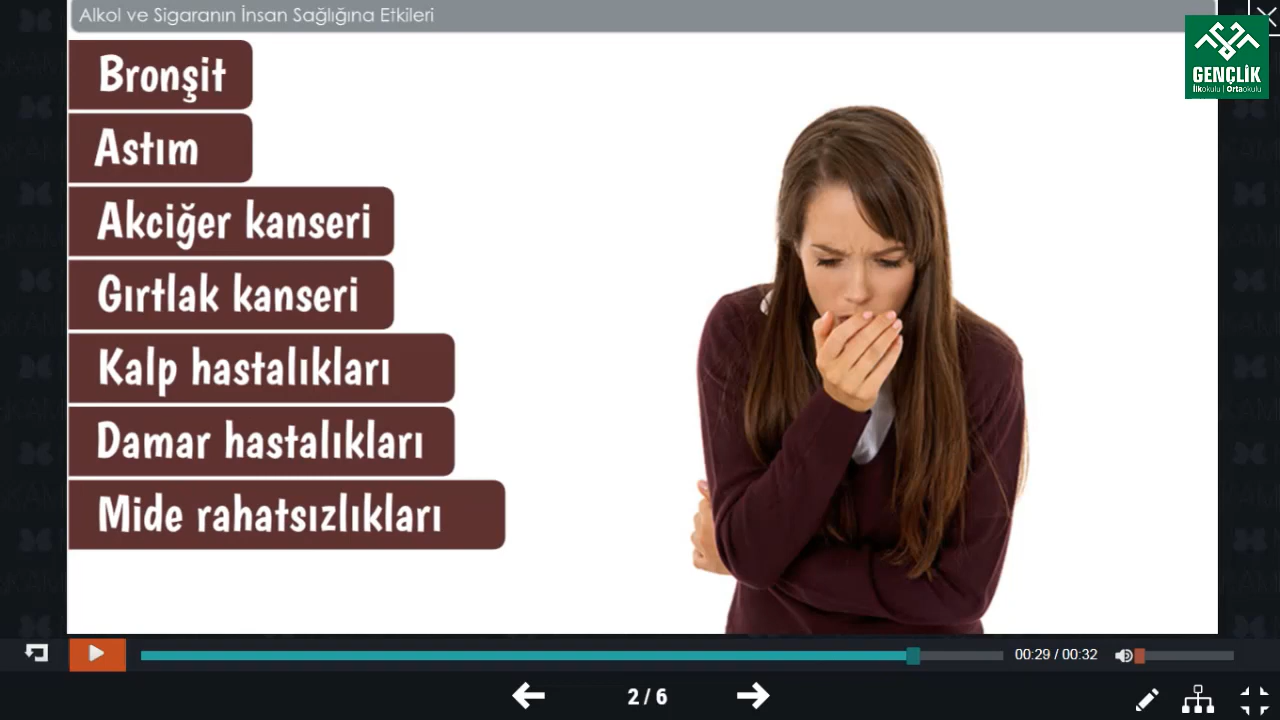 Alkol ve Sigaranın İnsan Sağlığına Etkileri
GENÇLİK
İlkokulu | Ortaokulu
Bronşit
Astım
Akciğer kanseri
Gırtlak kanseri
Kalp hastalıkları
Damar hastalıkları
Mide rahatsızlıkları
00:29 / 00:32
2 / 6